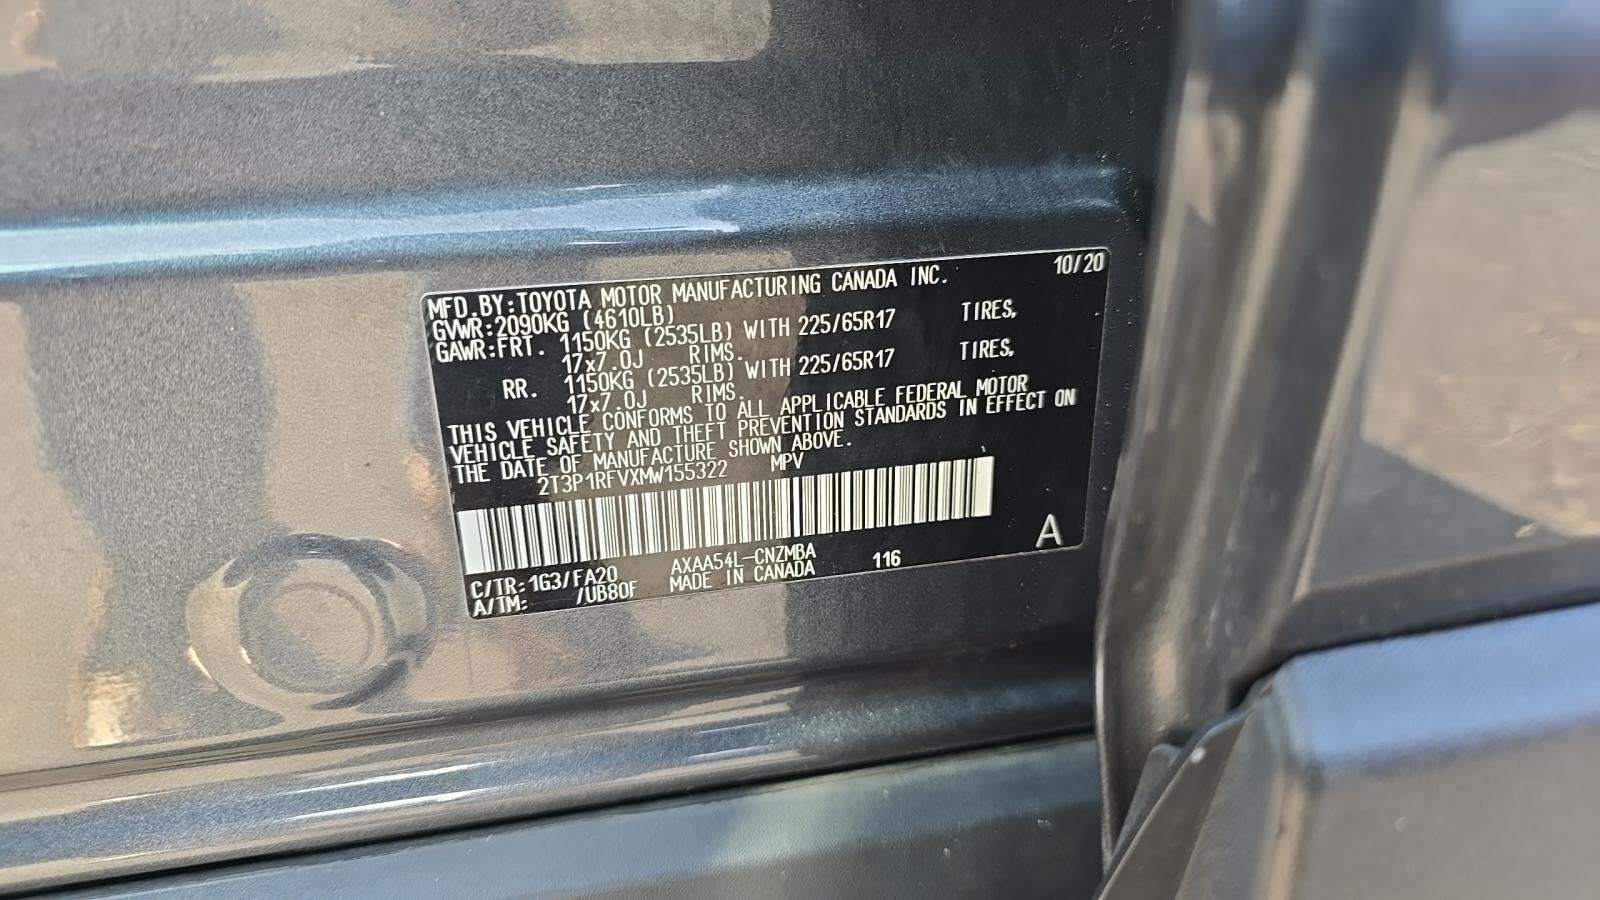 10/20
MFD.BY:TOYOTA MOTOR MANUFACTURING CANADA INC.
GVWR:2090KG (4610LB)
GAWR:FRT. 1150KG (2535LB) WITH 225/65R17 TIRES,
17x7.0J RIMS.
RR. 1150KG (2535LB) WITH 225/65R17 TIRES,
17x7.0J RIMS.
THIS VEHICLE CONFORMS TO ALL APPLICABLE FEDERAL MOTOR
VEHICLE SAFETY AND THEFT PREVENTION STANDARDS IN EFFECT ON
THE DATE OF MANUFACTURE SHOWN ABOVE.
2T3P1RFVXMW155322 MPV
A
C/TR:1G3/FA20 AXAA54L-CNZMBA 116
A/TM: /UB80F MADE IN CANADA